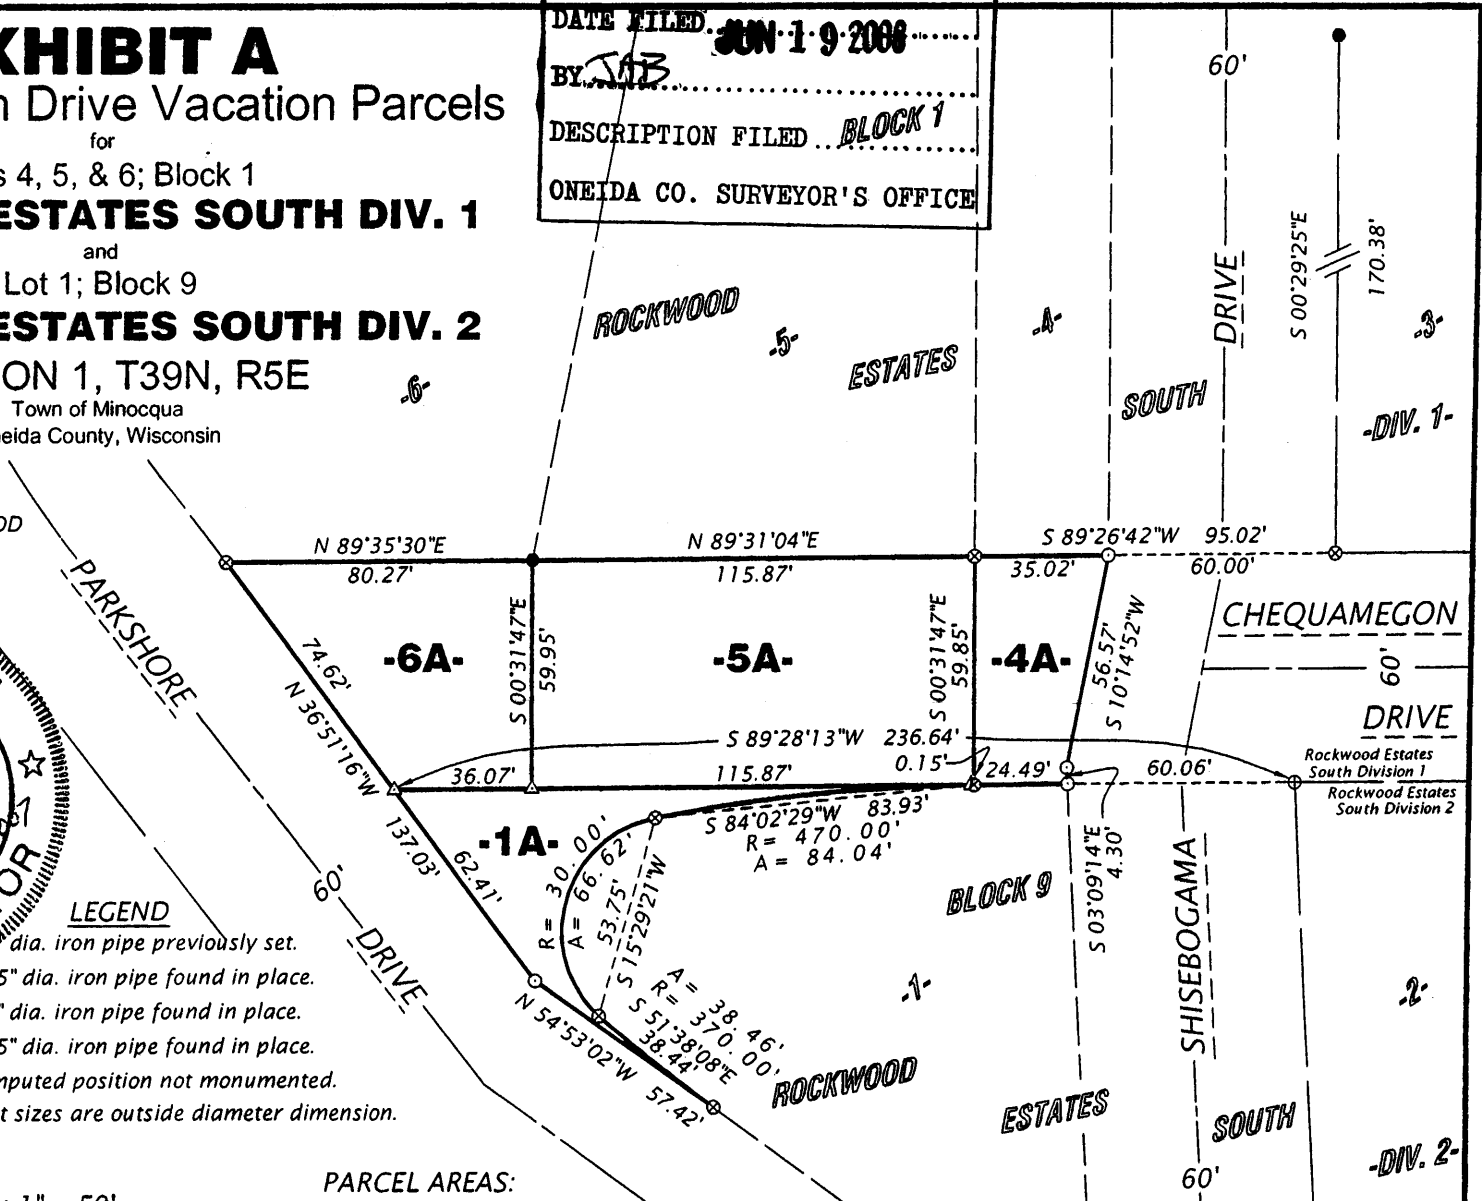 XHIBIT A
n Drive Vacation Parcels
for
s 4, 5, & 6; Block 1
ESTATES SOUTH DIV. 1
and
Lot 1; Block 9
ESTATES SOUTH DIV. 2
ON 1, T39N, R5E
Town of Minocqua
eida County, Wisconsin
DATE FILED JUN 19 2008
BY JAB
DESCRIPTION FILED BLOCK 1
ONEIDA CO. SURVEYOR'S OFFICE
60'
DRIVE
S 00°29'25"E
170.38'
ROCKWOOD
-5-
ESTATES
-4-
SOUTH
-3-
-DIV. 1-
-6-
OD
PARKSHORE
N 89°35'30"E
80.27'
N 89°31'04"E
115.87'
S 89°26'42"W 95.02'
35.02'
60.00'
CHEQUAMEGON
60'
DRIVE
-6A-
S 00°31'47"E
59.95'
-5A-
S 00°31'47"E
59.85'
-4A-
56.57'
S 10°14'52"W
74.62'
N 36°51'16"W
137.03'
62.41'
S 89°28'13"W 236.64'
36.07'
115.87'
0.15'
24.49'
60.06'
Rockwood Estates
South Division 1
Rockwood Estates
South Division 2
-1A-
S 84°02'29"W 83.93'
R= 470.00'
A= 84.04'
R= 30.00'
A= 66.62'
53.75'
S 15°29'21"W
BLOCK 9
S 03°09'14"E
4.30'
SHISEBOGAMA
60'
DRIVE
OR
LEGEND
" dia. iron pipe previously set.
5" dia. iron pipe found in place.
" dia. iron pipe found in place.
5" dia. iron pipe found in place.
mputed position not monumented.
t sizes are outside diameter dimension.
N 54°53'02"W 57.42'
A= 38.46'
R= 370.00'
S 51°38'08"E
38.44'
-1-
-2-
ROCKWOOD
ESTATES
SOUTH
-DIV. 2-
60'
PARCEL AREAS:
1" = 50'